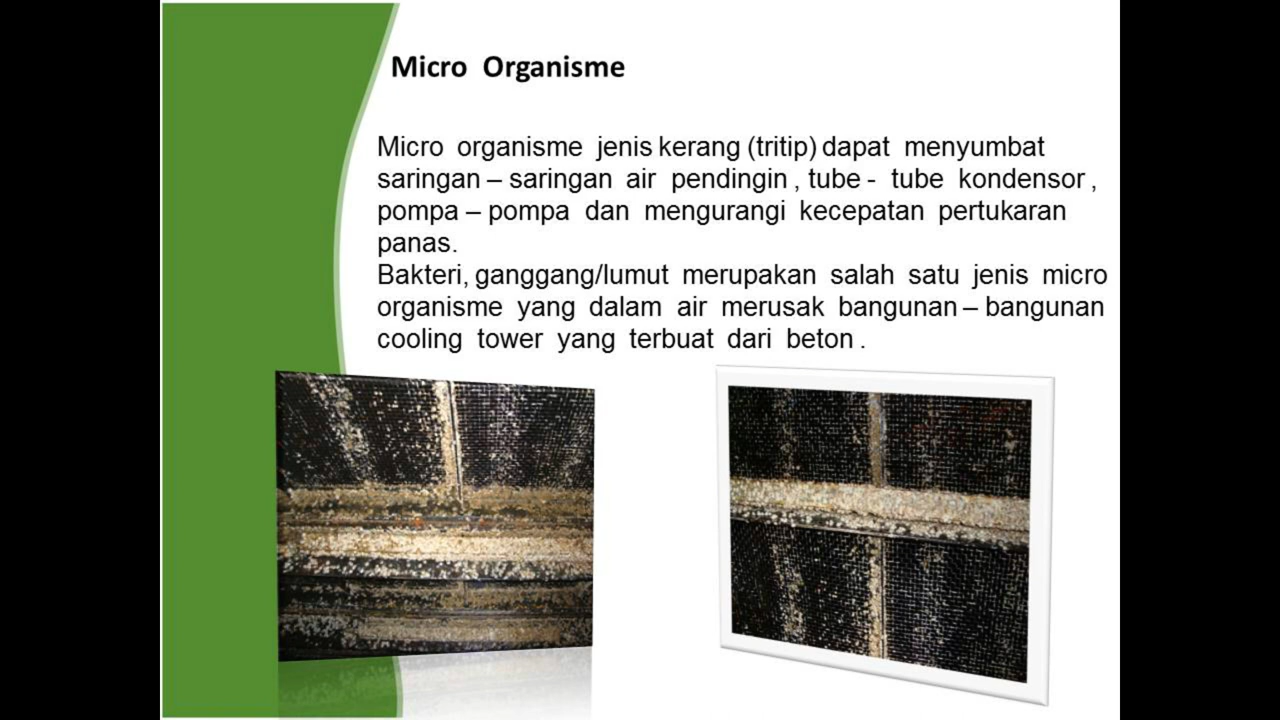 Micro Organisme
Micro organisme jenis kerang (tritip) dapat menyumbat
saringan – saringan air pendingin , tube - tube kondensor ,
pompa – pompa dan mengurangi kecepatan pertukaran
panas.
Bakteri, ganggang/lumut merupakan salah satu jenis micro
organisme yang dalam air merusak bangunan – bangunan
cooling tower yang terbuat dari beton .